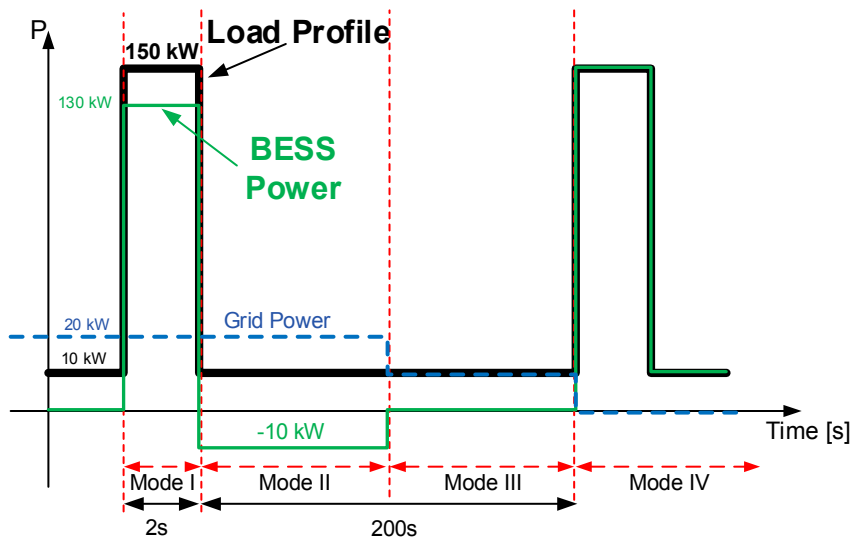 P
Load Profile
150 kW
130 kW
BESS
Power
20 kW
Grid Power
10 kW
-10 kW
Time [s]
Mode I
Mode II
Mode III
Mode IV
2s
200s